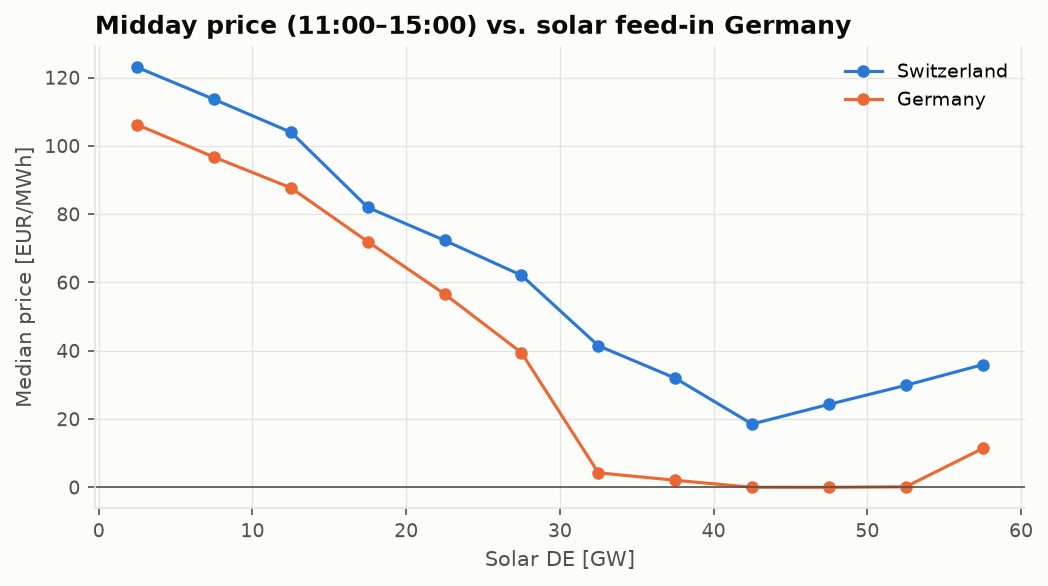 Midday price (11:00–15:00) vs. solar feed-in Germany
Switzerland
Germany
Median price [EUR/MWh]
120
100
80
60
40
20
0
0 10 20 30 40 50 60
Solar DE [GW]